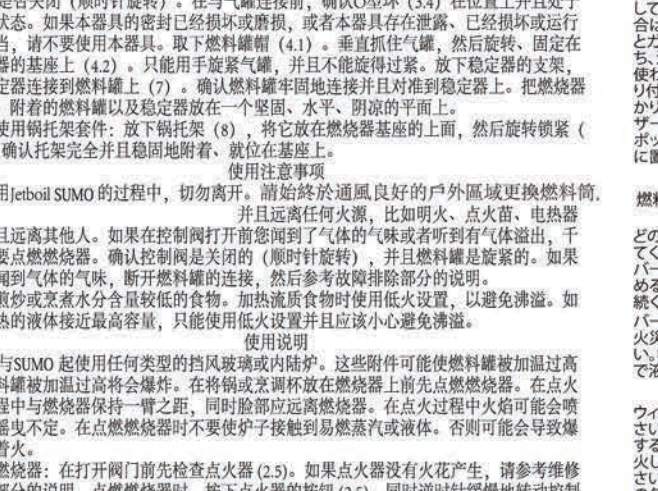 是否关闭（顺时针旋转）。在与气罐连接前，确认O型环（3.4）在位置上并且处于
状态。如果本器具的密封已经损坏或磨损，或者本器具存在泄露、已经损坏或运行
当，请不要使用本器具。取下燃料罐帽（4.1）。垂直抓住气罐，然后旋转、固定在
器的基座上（4.2）。只能用手旋紧气罐，并且不能旋得过紧。放下稳定器的支架，
定器连接到燃料罐上（7）。确认燃料罐牢固地连接并且对准到稳定器上。把燃烧器
、附着的燃料罐以及稳定器放在一个坚固、水平、阴凉的平面上。
使用锅托架套件：放下锅托架（8），将它放在燃烧器基座的上面，然后旋转锁紧（
确认托架完全并且稳固地附着、就位在基座上。
使用注意事项
用Jetboil SUMO 的过程中，切勿离开。請始終於通風良好的戶外區域更換燃料筒.
并且远离任何火源，比如明火、点火苗、电热器
且远离其他人。如果在控制阀打开前您闻到了气体的气味或者听到有气体溢出，千
要点燃燃烧器。确认控制阀是关闭的（顺时针旋转），并且燃料罐是旋紧的。如果
闻到气体的气味，断开燃料罐的连接，然后参考故障排除部分的说明。
煎炒或烹煮水分含量较低的食物。加热流质食物时使用低火设置，以避免沸溢。如
热的液体接近最高容量，只能使用低火设置并且应该小心避免沸溢。
使用说明
与SUMO 起使用任何类型的挡风玻璃或内陆炉。这些附件可能使燃料罐被加温过高
料罐被加温过高将会爆炸。在将锅或烹调杯放在燃烧器上前先点燃燃烧器。在点火
程中与燃烧器保持一臂之距，同时脸部应远离燃烧器。在点火过程中火焰可能会喷
摇曳不定。在点燃燃烧器时不要使炉子接触到易燃蒸汽或液体。否则可能会导致爆
着火。
燃烧器：在打开阀门前先检查点火器 (2.5)。如果点火器没有火花产生，请参考维修
部分的说明。点燃燃烧器时，按下点火器的按钮 (2.5)，同时逆时针缓慢地转动控制
して
合は
とガ
ち、
使わ
り付
かり
ザー
ポッ
に置
燃料
どの
てく
バー
める
続く
バー
火災
い。
で液
ウィ
さい
する
火し
さい